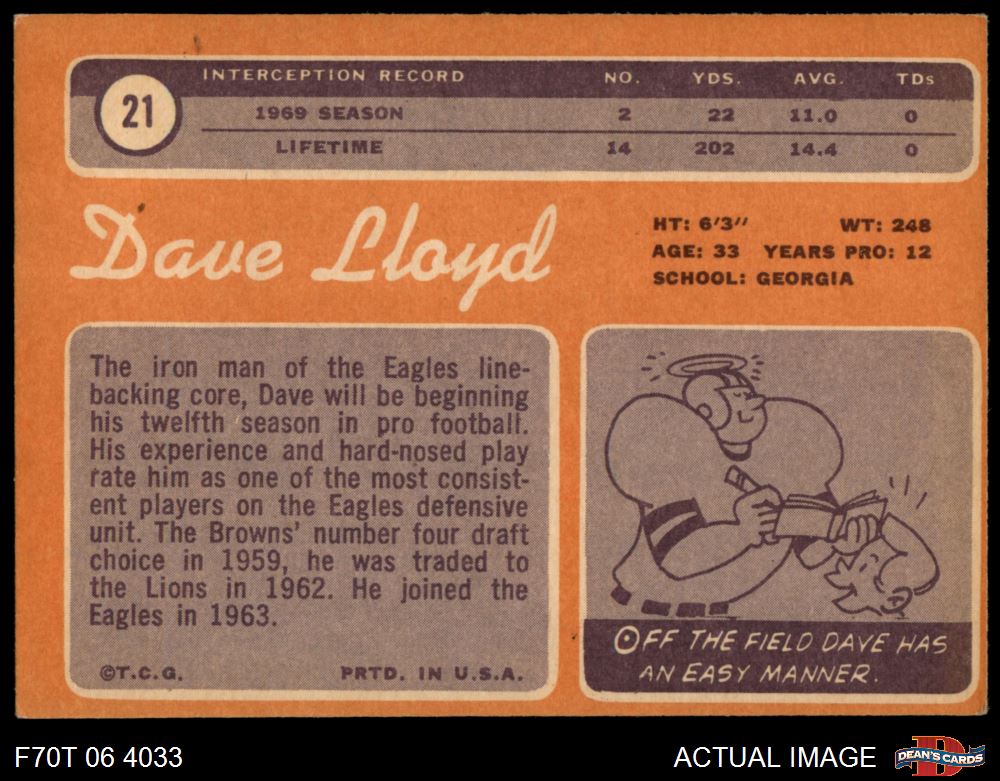 21
INTERCEPTION RECORD NO. YDS. AVG. TDs
1969 SEASON 2 22 11.0 0
LIFETIME 14 202 14.4 0
Dave Lloyd
HT: 6'3" WT: 248
AGE: 33 YEARS PRO: 12
SCHOOL: GEORGIA
The iron man of the Eagles line-
backing core, Dave will be beginning
his twelfth season in pro football.
His experience and hard-nosed play
rate him as one of the most consist-
ent players on the Eagles defensive
unit. The Browns' number four draft
choice in 1959, he was traded to
the Lions in 1962. He joined the
Eagles in 1963.
©T.C.G. PRTD. IN U.S.A.
OFF THE FIELD DAVE HAS
AN EASY MANNER.
F70T 06 4033
ACTUAL IMAGE
D
DEAN'S CARDS